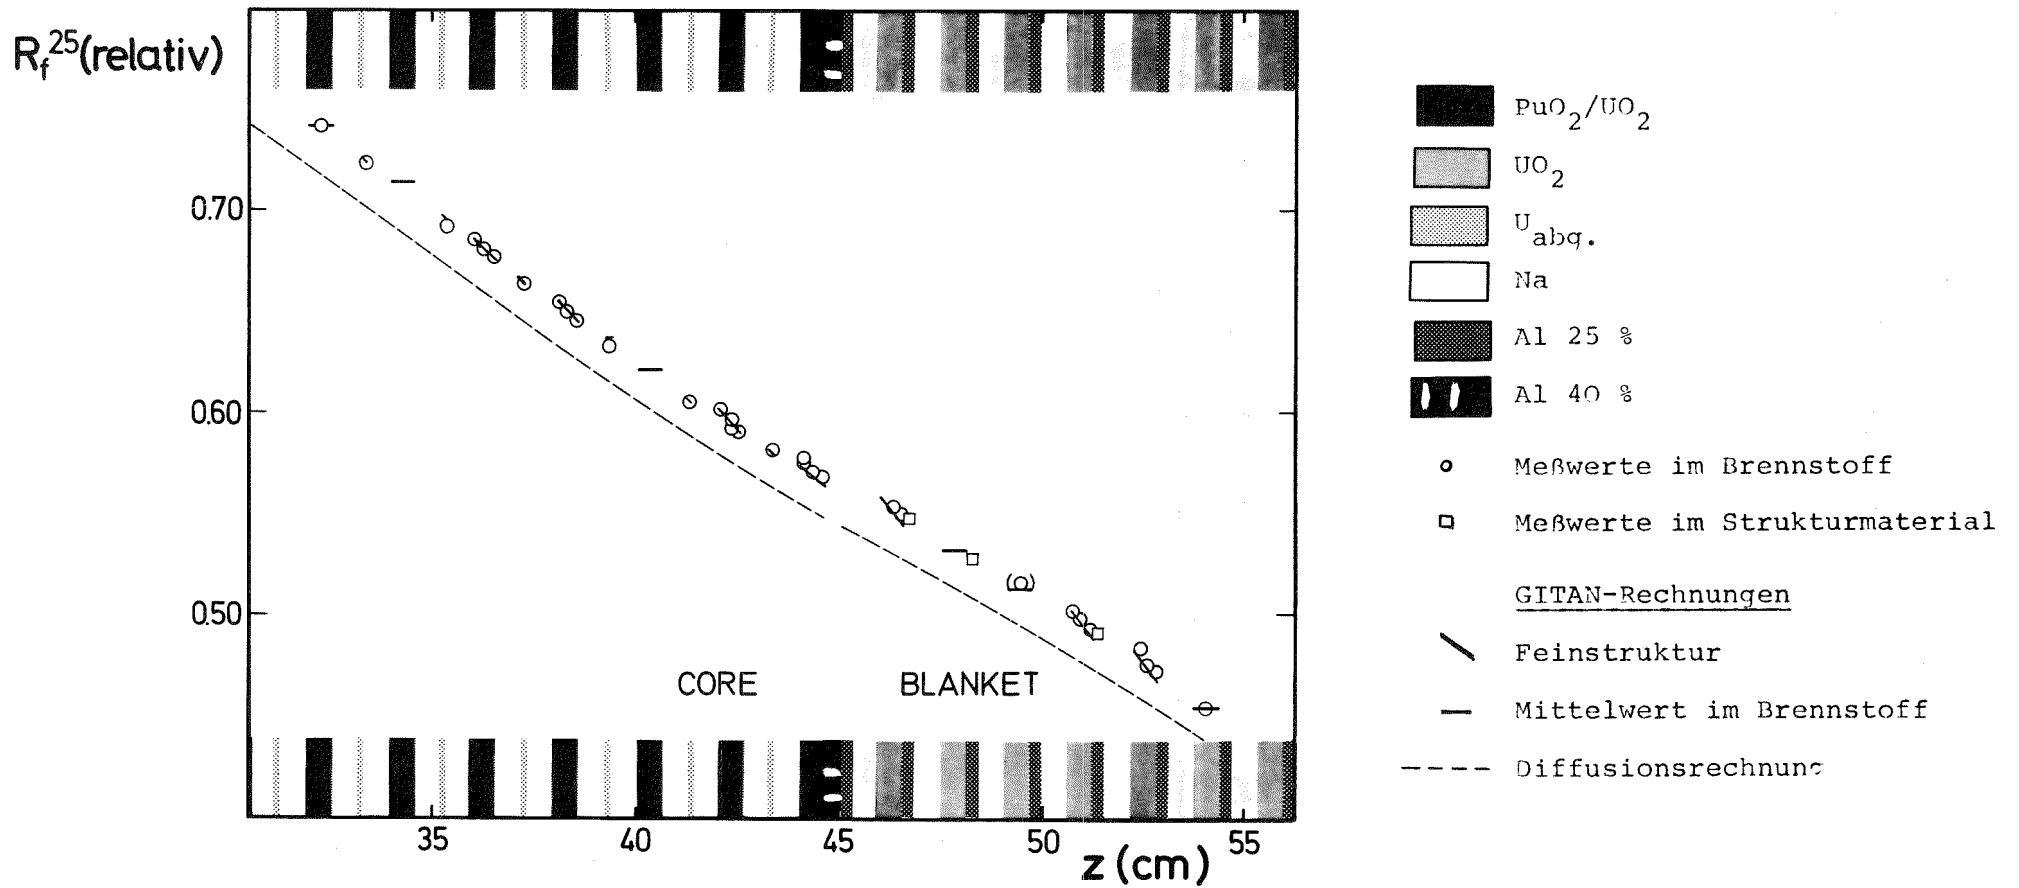 R_f^25(relativ)
0.70
0.60
0.50
CORE
BLANKET
35
40
45
50
55
z (cm)
PuO2/UO2
UO2
U abg.
Na
Al 25 %
Al 40 %
Meßwerte im Brennstoff
Meßwerte im Strukturmaterial
GITAN-Rechnungen
Feinstruktur
Mittelwert im Brennstoff
Diffusionsrechnung